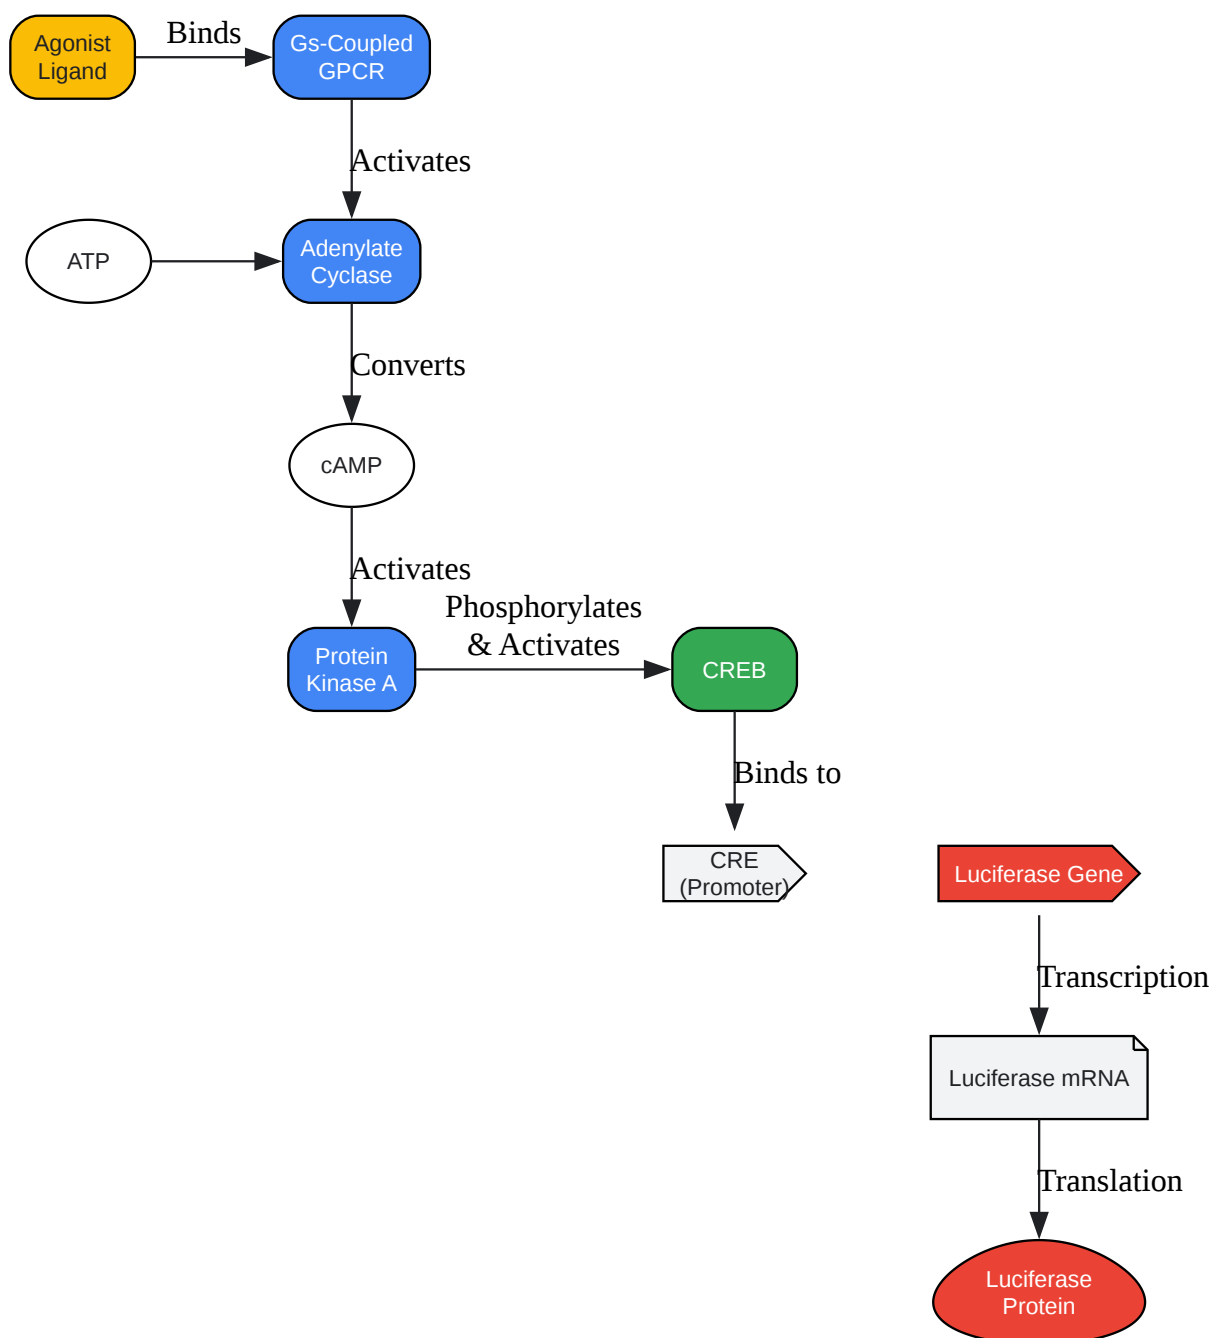 Agonist
Ligand
Binds
Gs-Coupled
GPCR
Activates
ATP
Adenylate
Cyclase
Converts
cAMP
Activates
Protein
Kinase A
Phosphorylates
& Activates
CREB
Binds to
CRE
(Promoter)
Luciferase Gene
Transcription
Luciferase mRNA
Translation
Luciferase
Protein